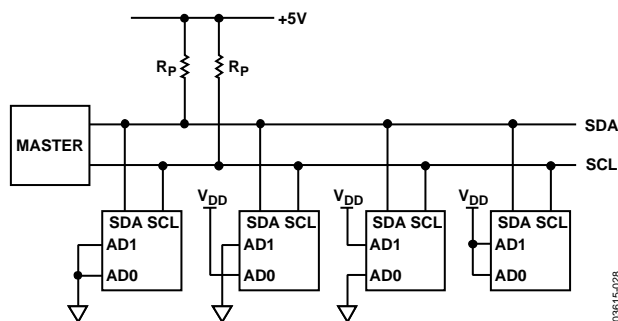 +5V
RP RP
MASTER
SDA
SCL
VDD VDD VDD
SDA SCL SDA SCL SDA SCL SDA SCL
AD1 AD1 AD1 AD1
AD0 AD0 AD0 AD0
03615-028